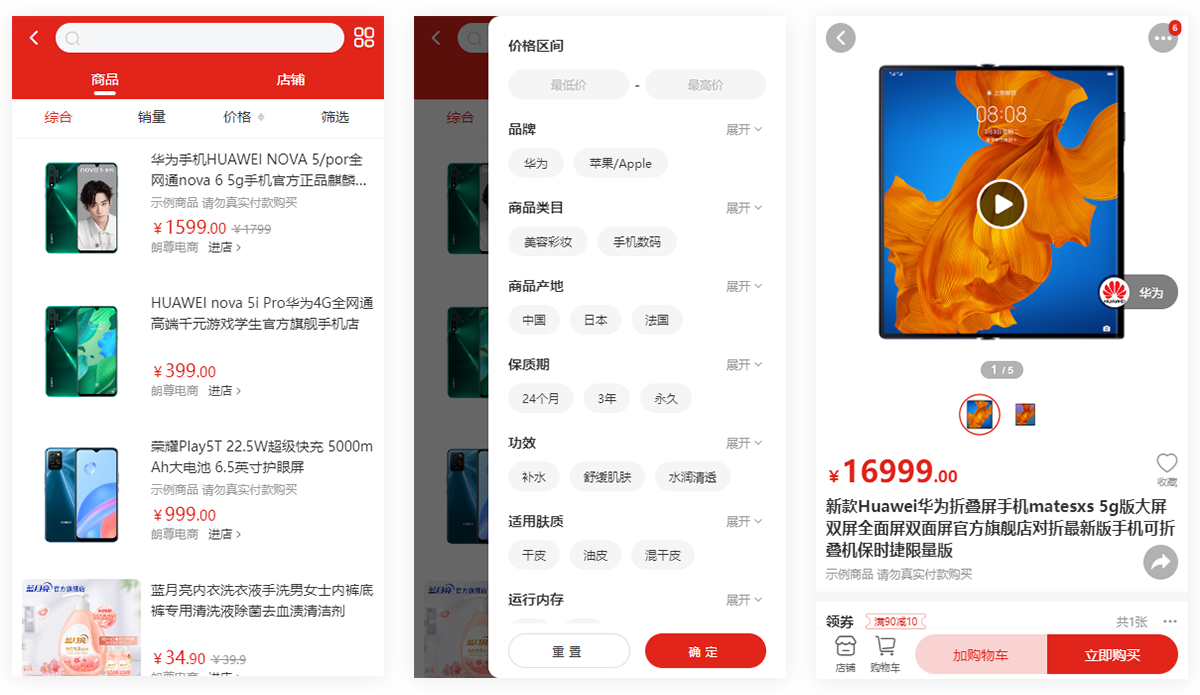 商品
店铺
综合
销量
价格
筛选
华为手机HUAWEI NOVA 5/por全
网通nova 6 5g手机官方正品麒麟...
示例商品 请勿真实付款购买
￥1599.00 ￥1799
朗尊电商 进店
HUAWEI nova 5i Pro华为4G全网通
高端千元游戏学生官方旗舰手机店
￥399.00
朗尊电商 进店
荣耀Play5T 22.5W超级快充 5000m
Ah大电池 6.5英寸护眼屏
示例商品 请勿真实付款购买
￥999.00
朗尊电商 进店
蓝月亮 官方旗舰店
蓝月亮
蓝月亮内衣洗衣液手洗男女士内裤底
裤专用清洗液除菌去血渍清洁剂
￥34.90 ￥39.9
朗尊电商 进店
综合
价格区间
最低价 - 最高价
品牌 展开
华为 苹果/Apple
商品类目 展开
美容彩妆 手机数码
商品产地 展开
中国 日本 法国
保质期 展开
24个月 3年 永久
功效 展开
补水 舒缓肌肤 水润清透
适用肤质 展开
干皮 油皮 混干皮
运行内存 展开
重 置 确 定
6
08:08
HUAWEI
华为
1 / 5
￥16999.00
收藏
新款Huawei华为折叠屏手机matesxs 5g版大屏
双屏全面屏双面屏官方旗舰店对折最新版手机可折
叠机保时捷限量版
示例商品 请勿真实付款购买
领券 满90减10 共1张
店铺 购物车 加购物车 立即购买